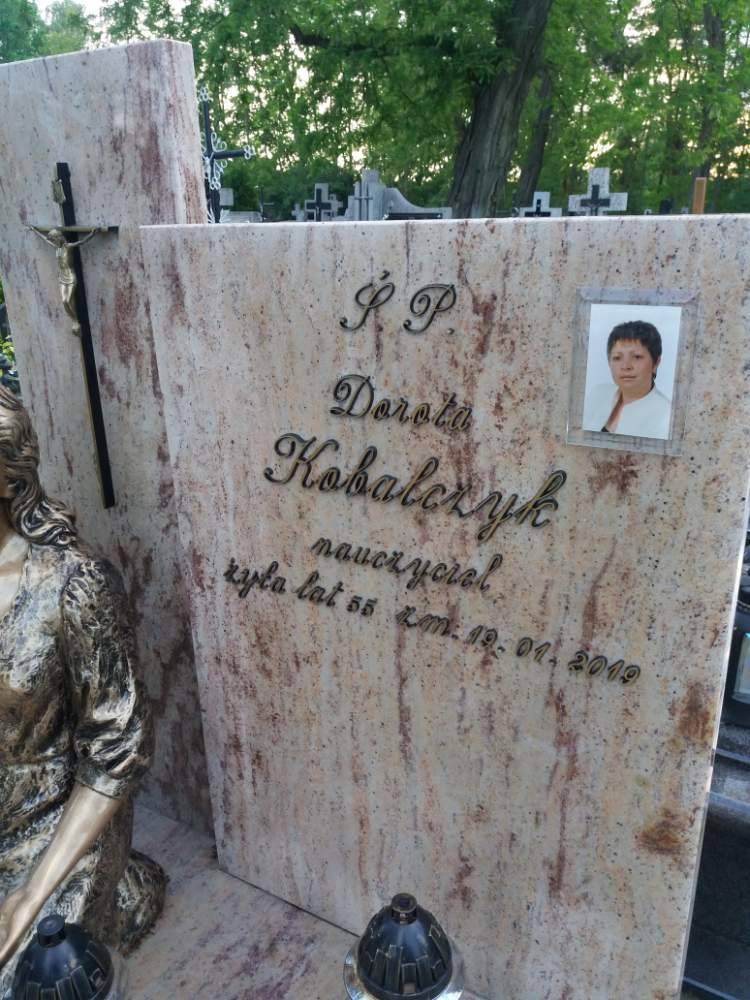 Ś P.
Dorota
Kobalczyk
nauczyciel
żyła lat 55 zm. 19. 01. 2019